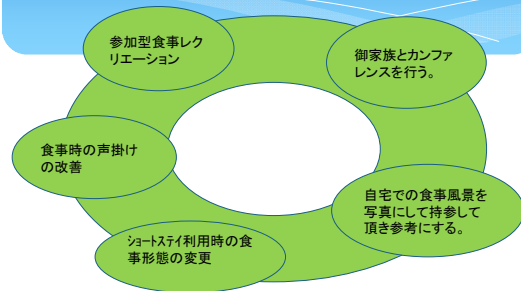 参加型食事レク
リエーション
御家族とカンファ
レンスを行う。
食事時の声掛け
の改善
自宅での食事風景を
写真にして持参して
頂き参考にする。
ｼｮｰﾄｽﾃｲ利用時の食
事形態の変更